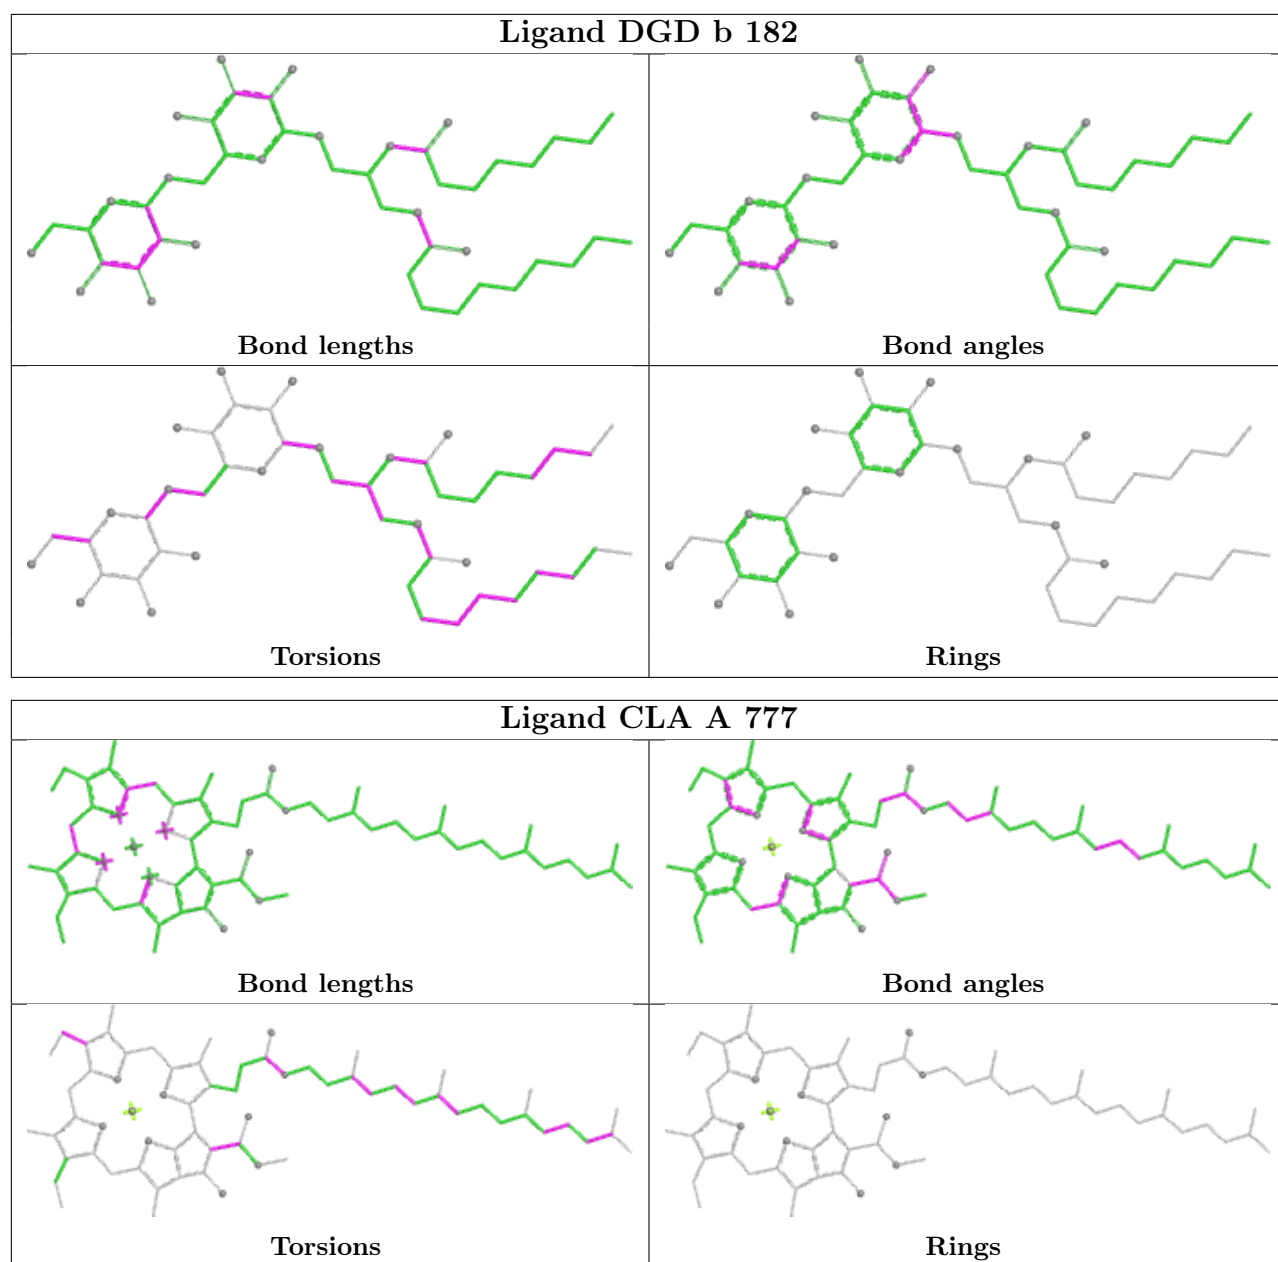 Ligand DGD b 182
Bond lengths
Bond angles
Torsions
Rings
Ligand CLA A 777
Bond lengths
Bond angles
Torsions
Rings